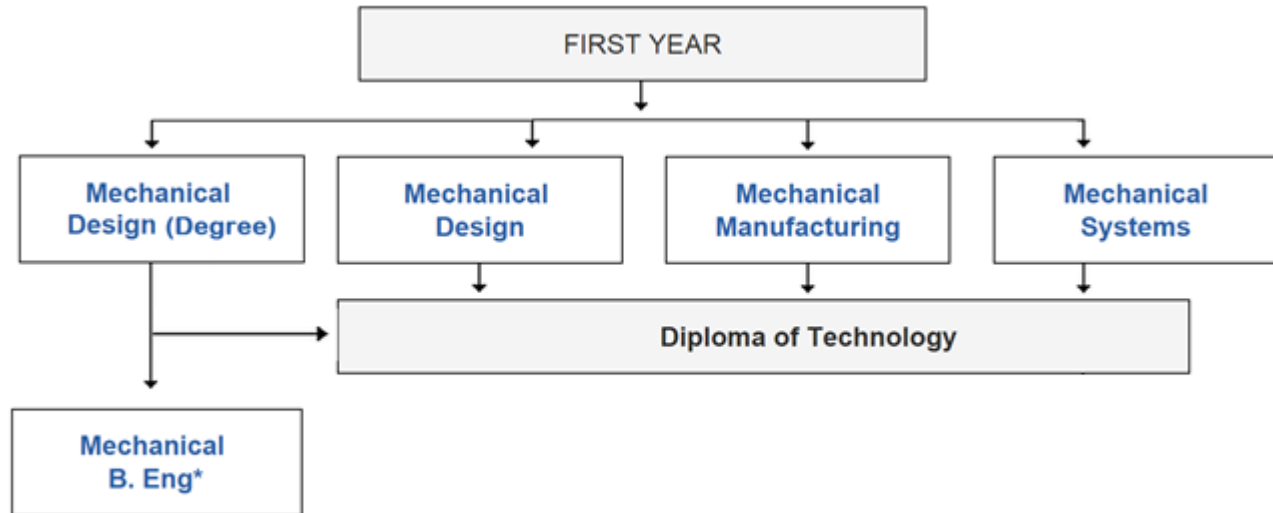 FIRST YEAR
Mechanical
Design (Degree)
Mechanical
Design
Mechanical
Manufacturing
Mechanical
Systems
Diploma of Technology
Mechanical
B. Eng*